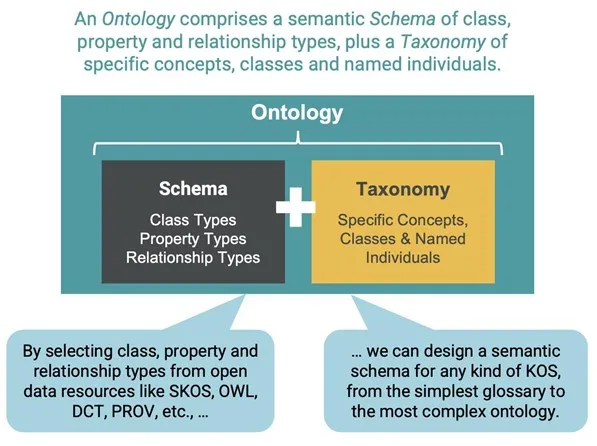 An Ontology comprises a semantic Schema of class,
property and relationship types, plus a Taxonomy of
specific concepts, classes and named individuals.
Ontology
Schema
Class Types
Property Types
Relationship Types
Taxonomy
Specific Concepts,
Classes & Named
Individuals
By selecting class, property and
relationship types from open
data resources like SKOS, OWL,
DCT, PROV, etc., ...
... we can design a semantic
schema for any kind of KOS,
from the simplest glossary to
the most complex ontology.